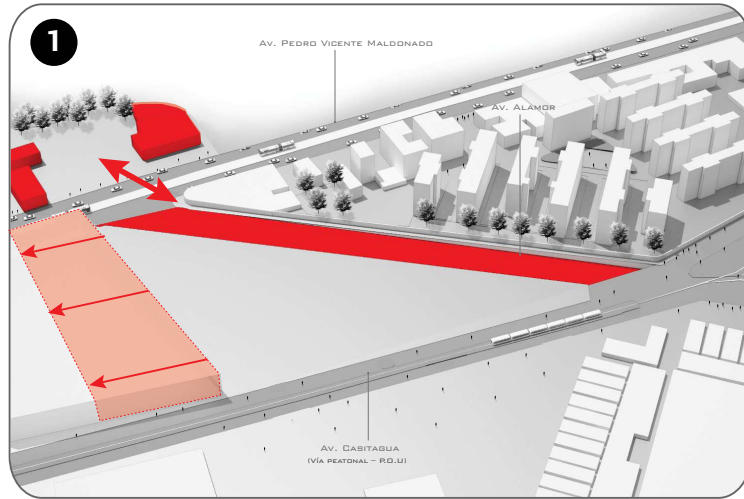 1
Av. Pedro Vicente Maldonado
Av. Alamor
Av. Casitagua
(Vía peatonal – P.O.U)